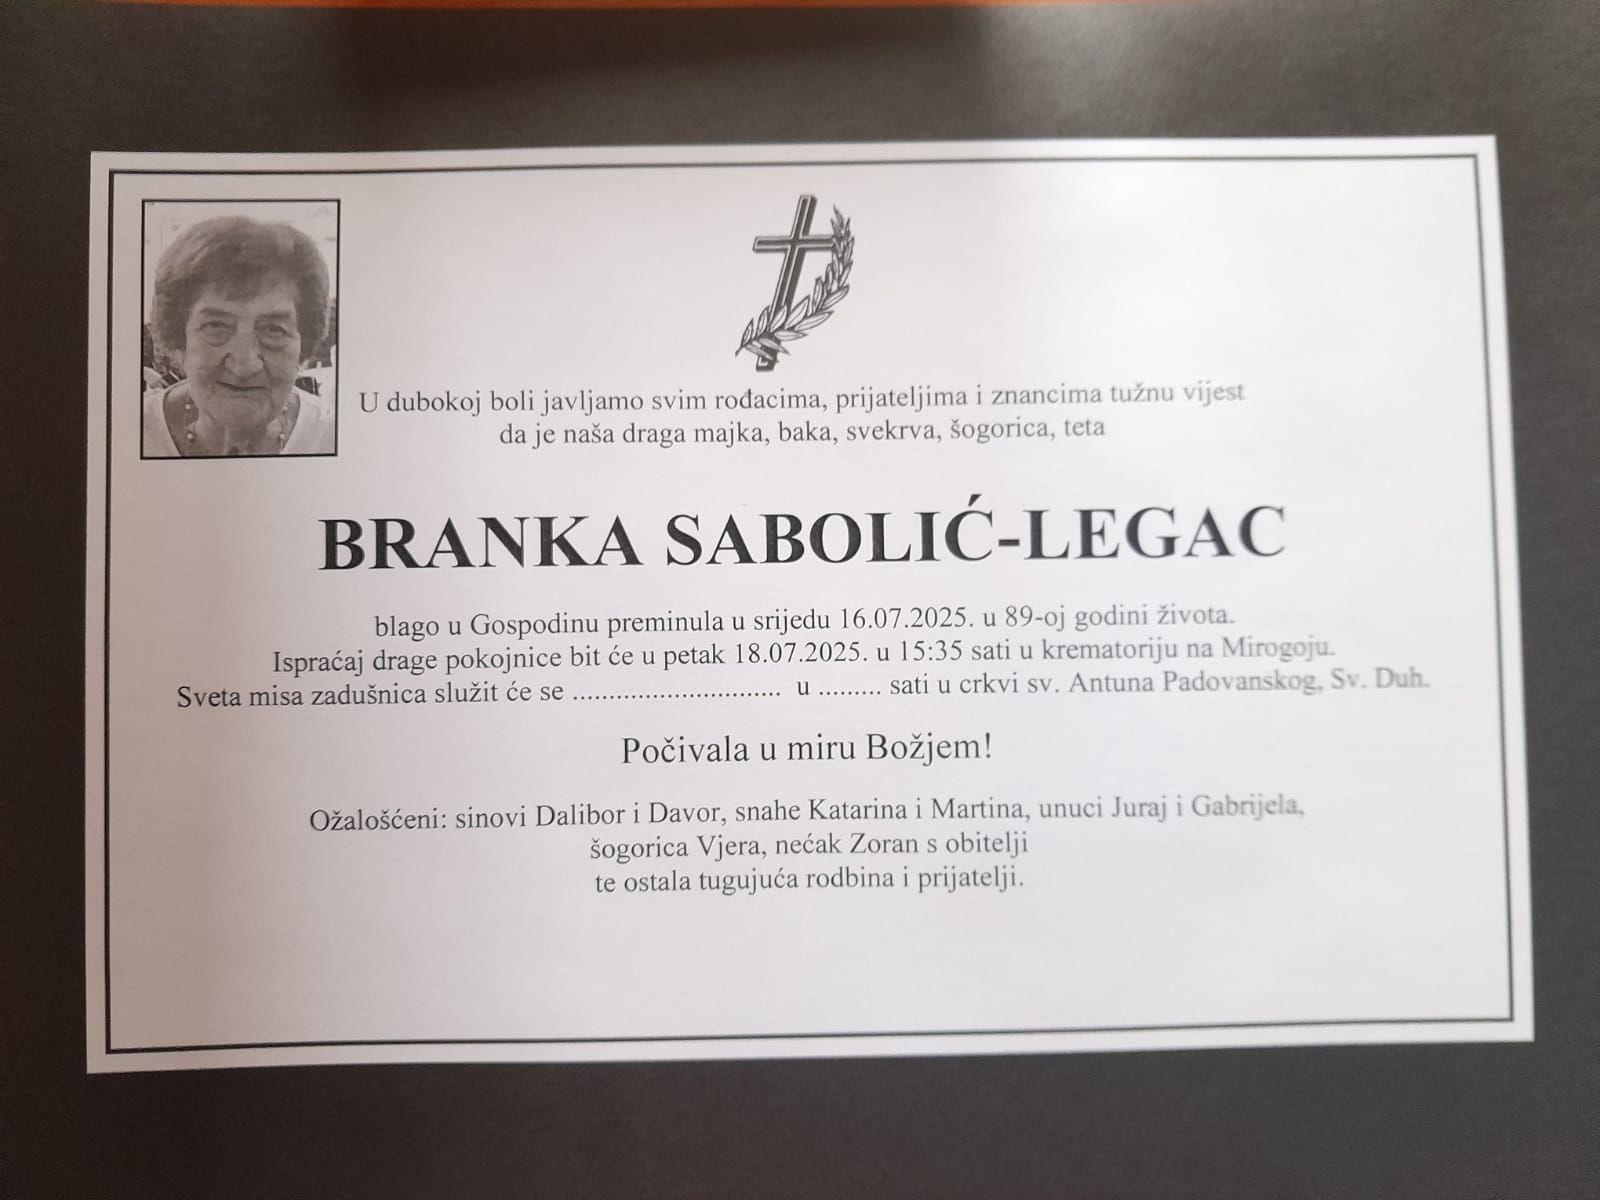 U dubokoj boli javljamo svim rođacima, prijateljima i znancima tužnu vijest
da je naša draga majka, baka, svekrva, šogorica, teta
BRANKA SABOLIĆ-LEGAC
blago u Gospodinu preminula u srijedu 16.07.2025. u 89-oj godini života.
Ispraćaj drage pokojnice bit će u petak 18.07.2025. u 15:35 sati u krematoriju na Mirogoju.
Sveta misa zadušnica služit će se ............................. u ......... sati u crkvi sv. Antuna Padovanskog, Sv. Duh.
Počivala u miru Božjem!
Ožalošćeni: sinovi Dalibor i Davor, snahe Katarina i Martina, unuci Juraj i Gabrijela,
šogorica Vjera, nećak Zoran s obitelji
te ostala tugujuća rodbina i prijatelji.